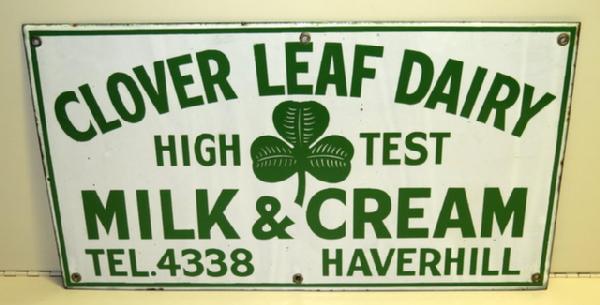 CLOVER LEAF DAIRY
HIGH TEST
MILK & CREAM
TEL.4338 HAVERHILL